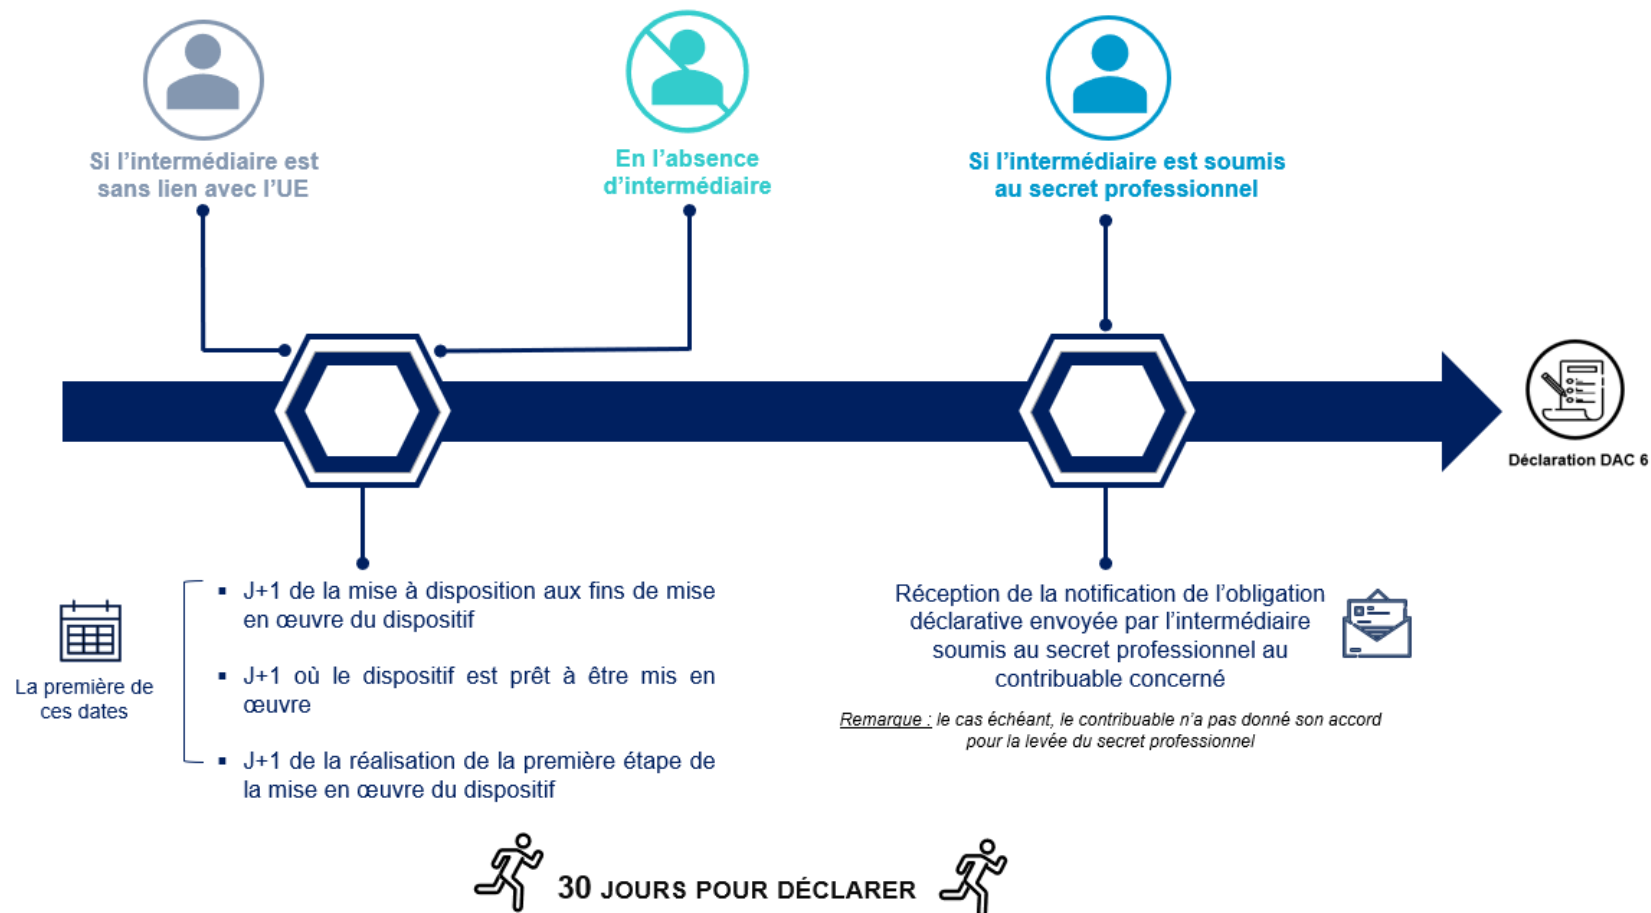 Si l’intermédiaire est
sans lien avec l’UE
En l’absence
d’intermédiaire
Si l’intermédiaire est soumis
au secret professionnel
Déclaration DAC 6
La première de
ces dates
▪ J+1 de la mise à disposition aux fins de mise
en œuvre du dispositif
▪ J+1 où le dispositif est prêt à être mis en
œuvre
▪ J+1 de la réalisation de la première étape de
la mise en œuvre du dispositif
Réception de la notification de l’obligation
déclarative envoyée par l’intermédiaire
soumis au secret professionnel au
contribuable concerné
Remarque : le cas échéant, le contribuable n’a pas donné son accord
pour la levée du secret professionnel
30 JOURS POUR DÉCLARER